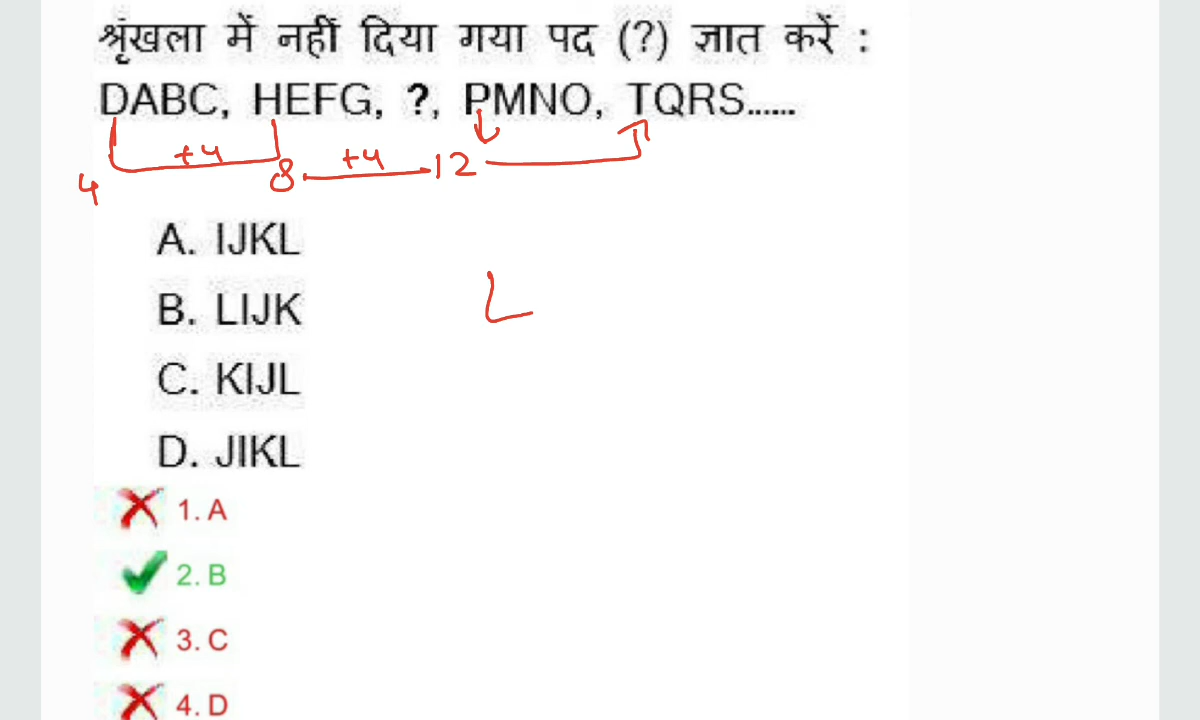 श्रृंखला में नहीं दिया गया पद (?) ज्ञात करें :
DABC, HEFG, ?, PMNO, TQRS......
+4 +4
4 8 12
A. IJKL
B. LIJK
L
C. KIJL
D. JIKL
1. A
2. B
3. C
4. D